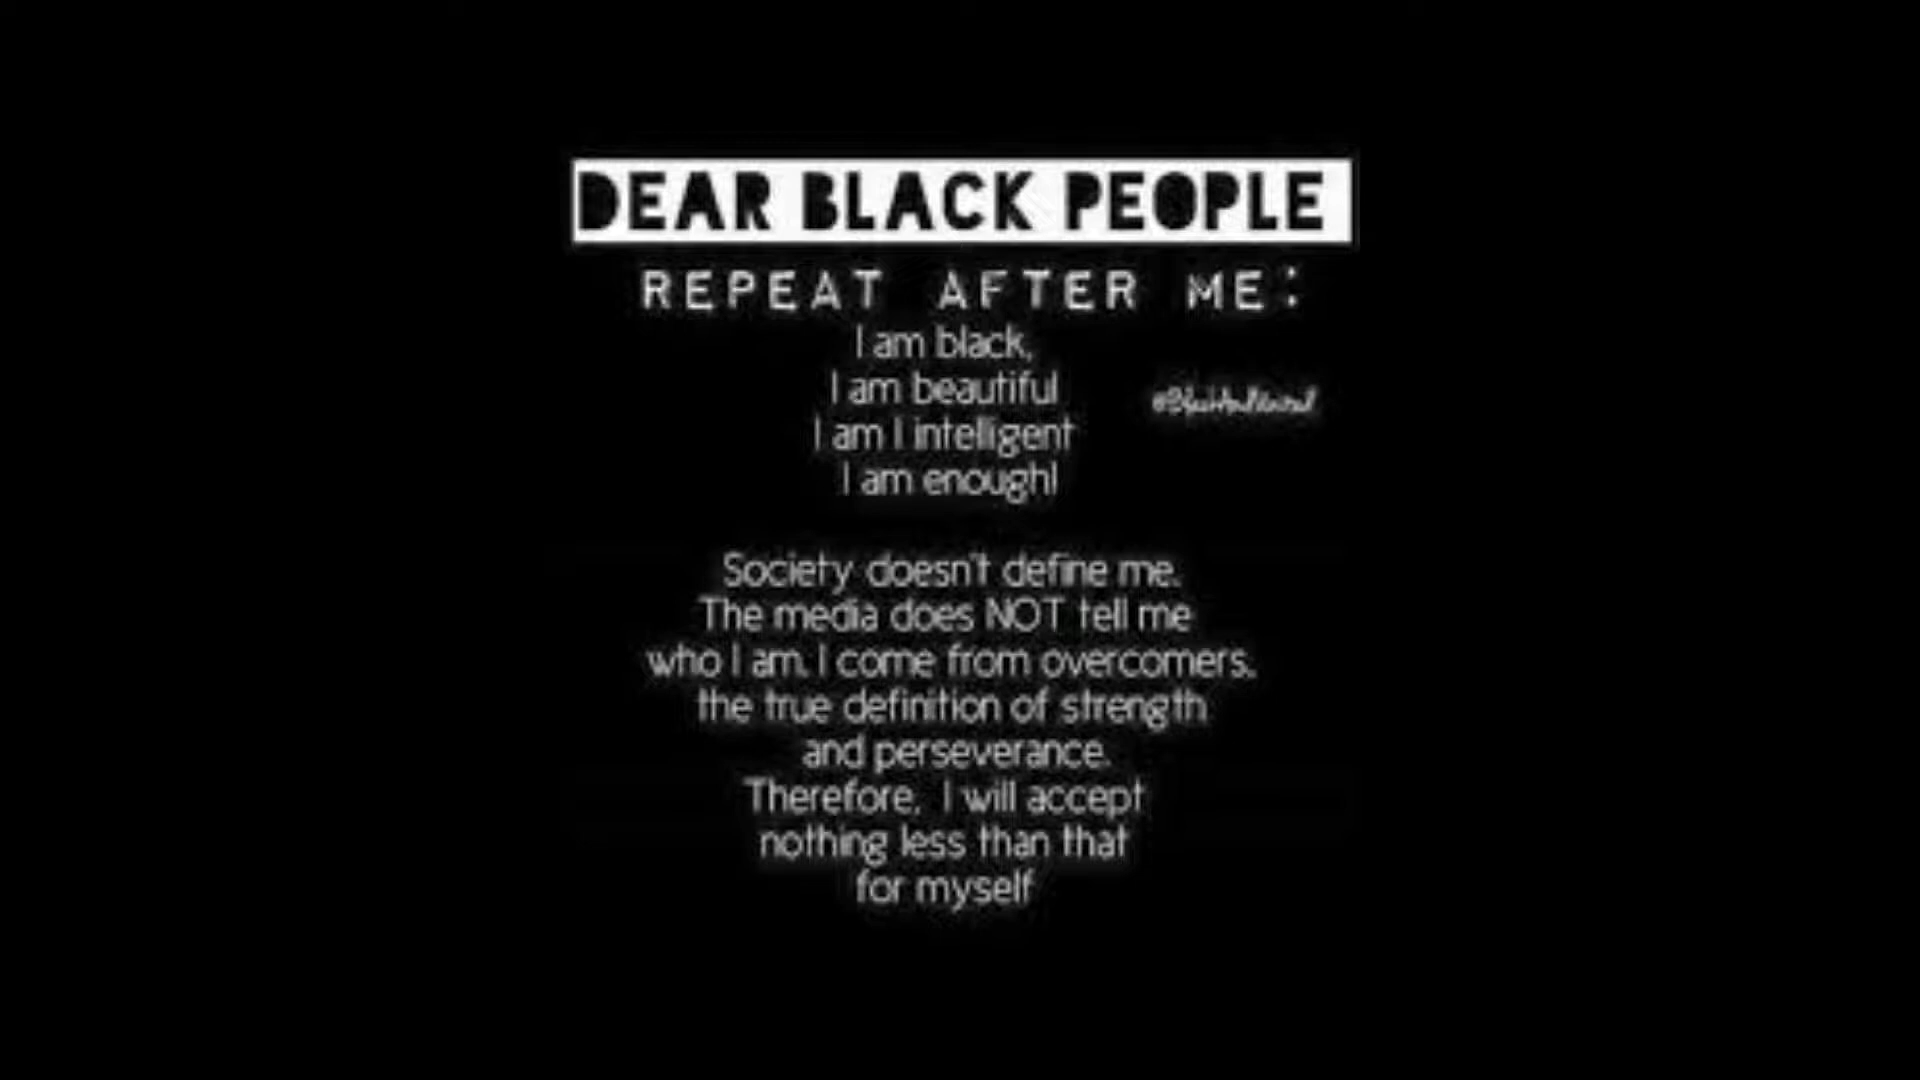 DEAR BLACK PEOPLE
REPEAT AFTER ME:
I am black,
I am beautiful
I am I intelligent
I am enough!
Society doesn't define me.
The media does NOT tell me
who I am. I come from overcomers,
the true definition of strength
and perseverance.
Therefore, I will accept
nothing less than that
for myself